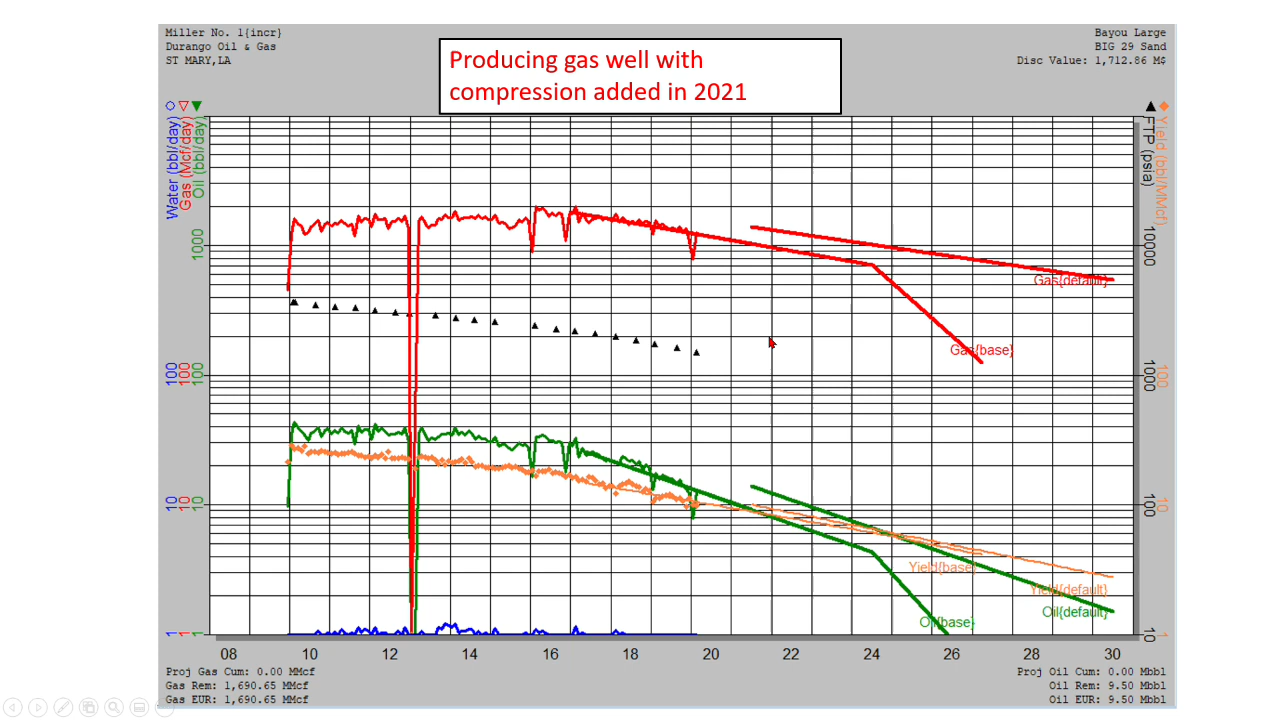 Miller No. 1{incr}
Durango Oil & Gas
ST MARY,LA
Producing gas well with
compression added in 2021
Bayou Large
BIG 29 Sand
Disc Value: 1,712.86 M$
Water (bbl/day)
Gas (Mcf/day)
Oil (bbl/day)
FTP (psia)
Yield (bbl/MMcf)
1000
100
100
100
10
10
10
1
1
1
10000
1000
100
10
100
10
1
Gas{default}
Gas{base}
Yield{base}
Yield{default}
Oil{default}
Oil{base}
08 10 12 14 16 18 20 22 24 26 28 30
Proj Gas Cum: 0.00 MMcf
Gas Rem: 1,690.65 MMcf
Gas EUR: 1,690.65 MMcf
Proj Oil Cum: 0.00 Mbbl
Oil Rem: 9.50 Mbbl
Oil EUR: 9.50 Mbbl